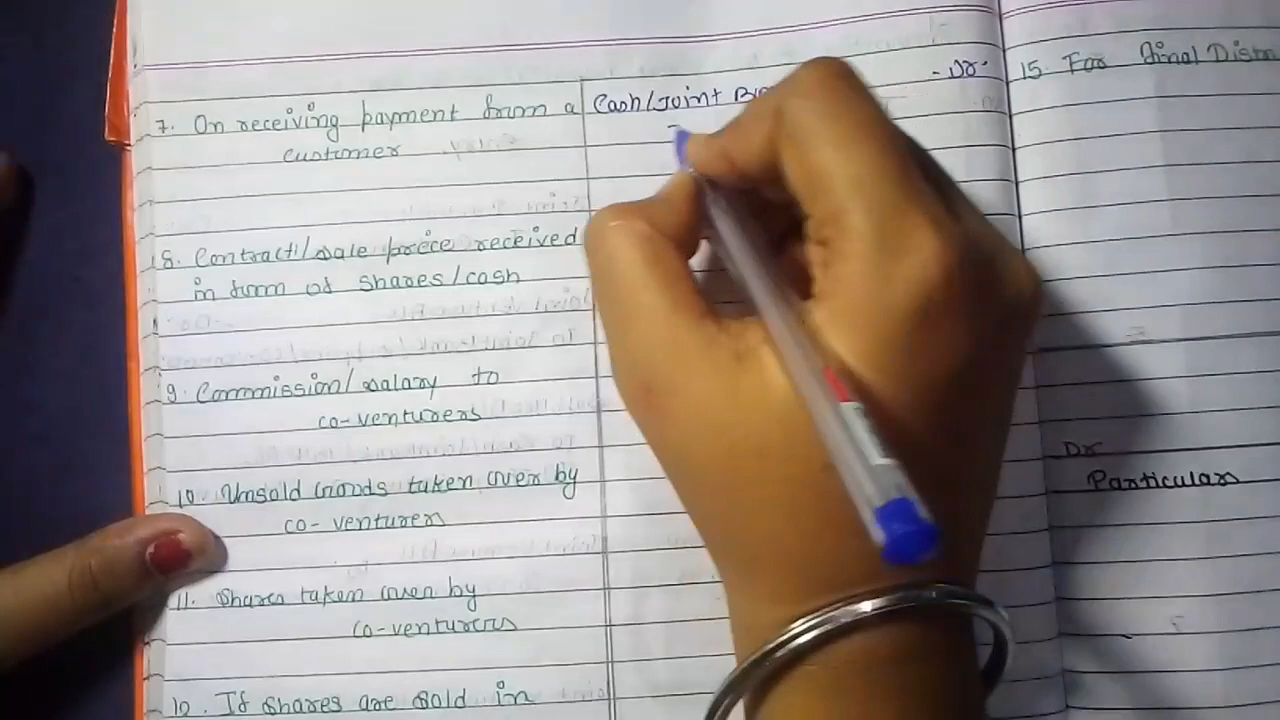 7. On receiving payment from a
customer
Cash/Joint
- Dr.
8. Contract/sale price received
in form of shares/cash
9. Commission/salary to
co-venturers
10. Unsold Goods taken over by
co-venturers
11. Shares taken over by
co-venturers
12. If shares are sold in
15. For Final
Dr
Particulars